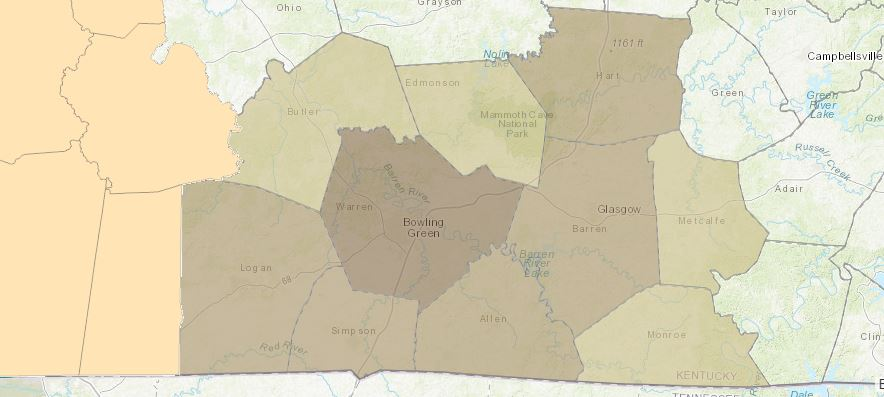 Ohio
Grayson
Taylor
1161 ft
Nolin
Lake
Campbellsville
Edmonson
Hart
Green
Green
River
Lake
Butler
Mammoth Cave
National
Park
Russell Creek
Barren River
Adair
Warren
Glasgow
Bowling
Green
Barren
Metcalfe
Barren
River
Lake
Logan
68
Allen
Simpson
Monroe
Red River
KENTUCKY
Dale